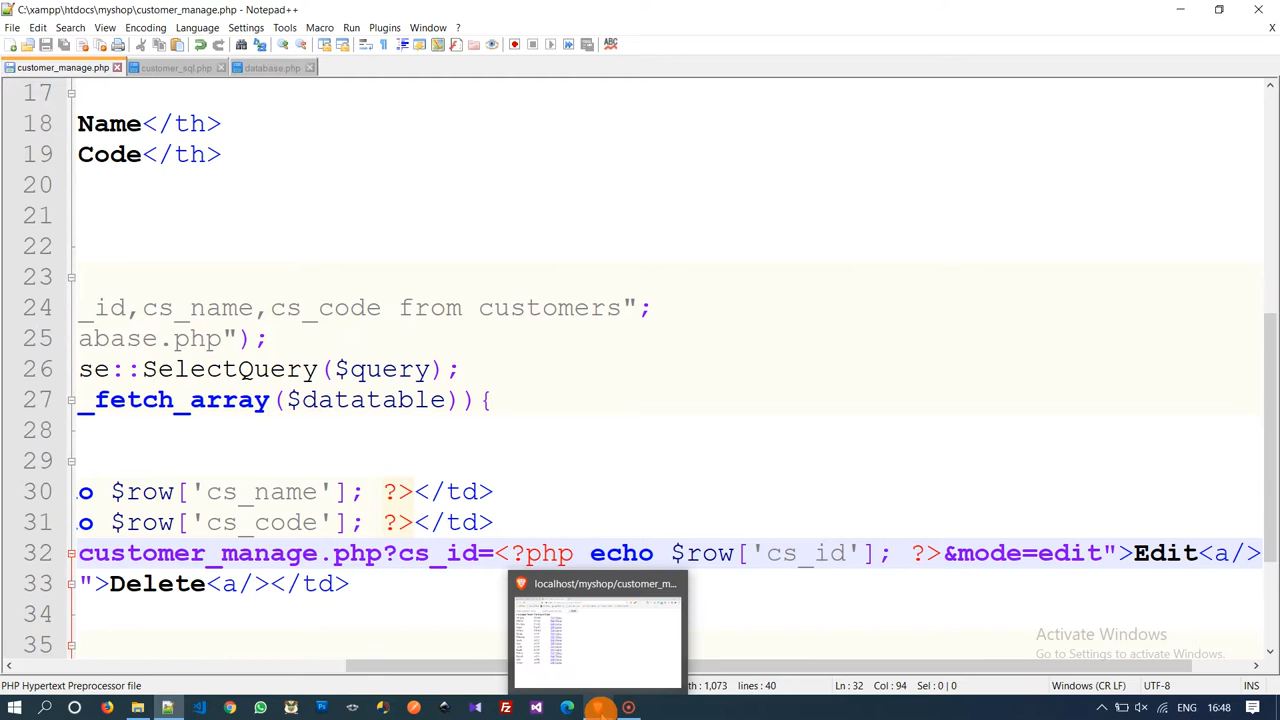 C:\xampp\htdocs\myshop\customer_manage.php - Notepad++
File Edit Search View Encoding Language Settings Tools Macro Run Plugins Window ?
X
customer_manage.php customer_sql.php database.php
17
18 Name</th>
19 Code</th>
20
21
22
23
24 _id,cs_name,cs_code from customers";
25 abase.php");
26 se::SelectQuery($query);
27 _fetch_array($datatable)){
28
29
30 o $row['cs_name']; ?></td>
31 o $row['cs_code']; ?></td>
32 customer_manage.php?cs_id=<?php echo $row['cs_id']; ?>&mode=edit">Edit<a/>
33 ">Delete<a/></td>
34
35
localhost/myshop/customer_m...
Activate Windows
Go to Settings to activate Windows.
PHP Hypertext Preprocessor file
th : 1,073 lines : 40
Ln : 32 Col : 94 Sel : 0 | 0
Windows (CR LF)
UTF-8
INS
ENG 16:48